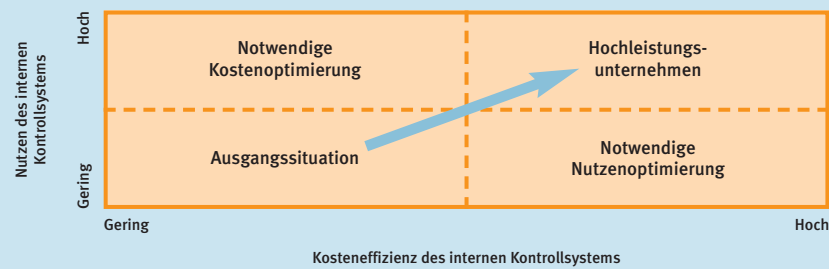 Nutzen des internen
Kontrollsystems
Hoch
Gering
Notwendige
Kostenoptimierung
Hochleistungs-
unternehmen
Ausgangssituation
Notwendige
Nutzenoptimierung
Gering
Hoch
Kosteneffizienz des internen Kontrollsystems